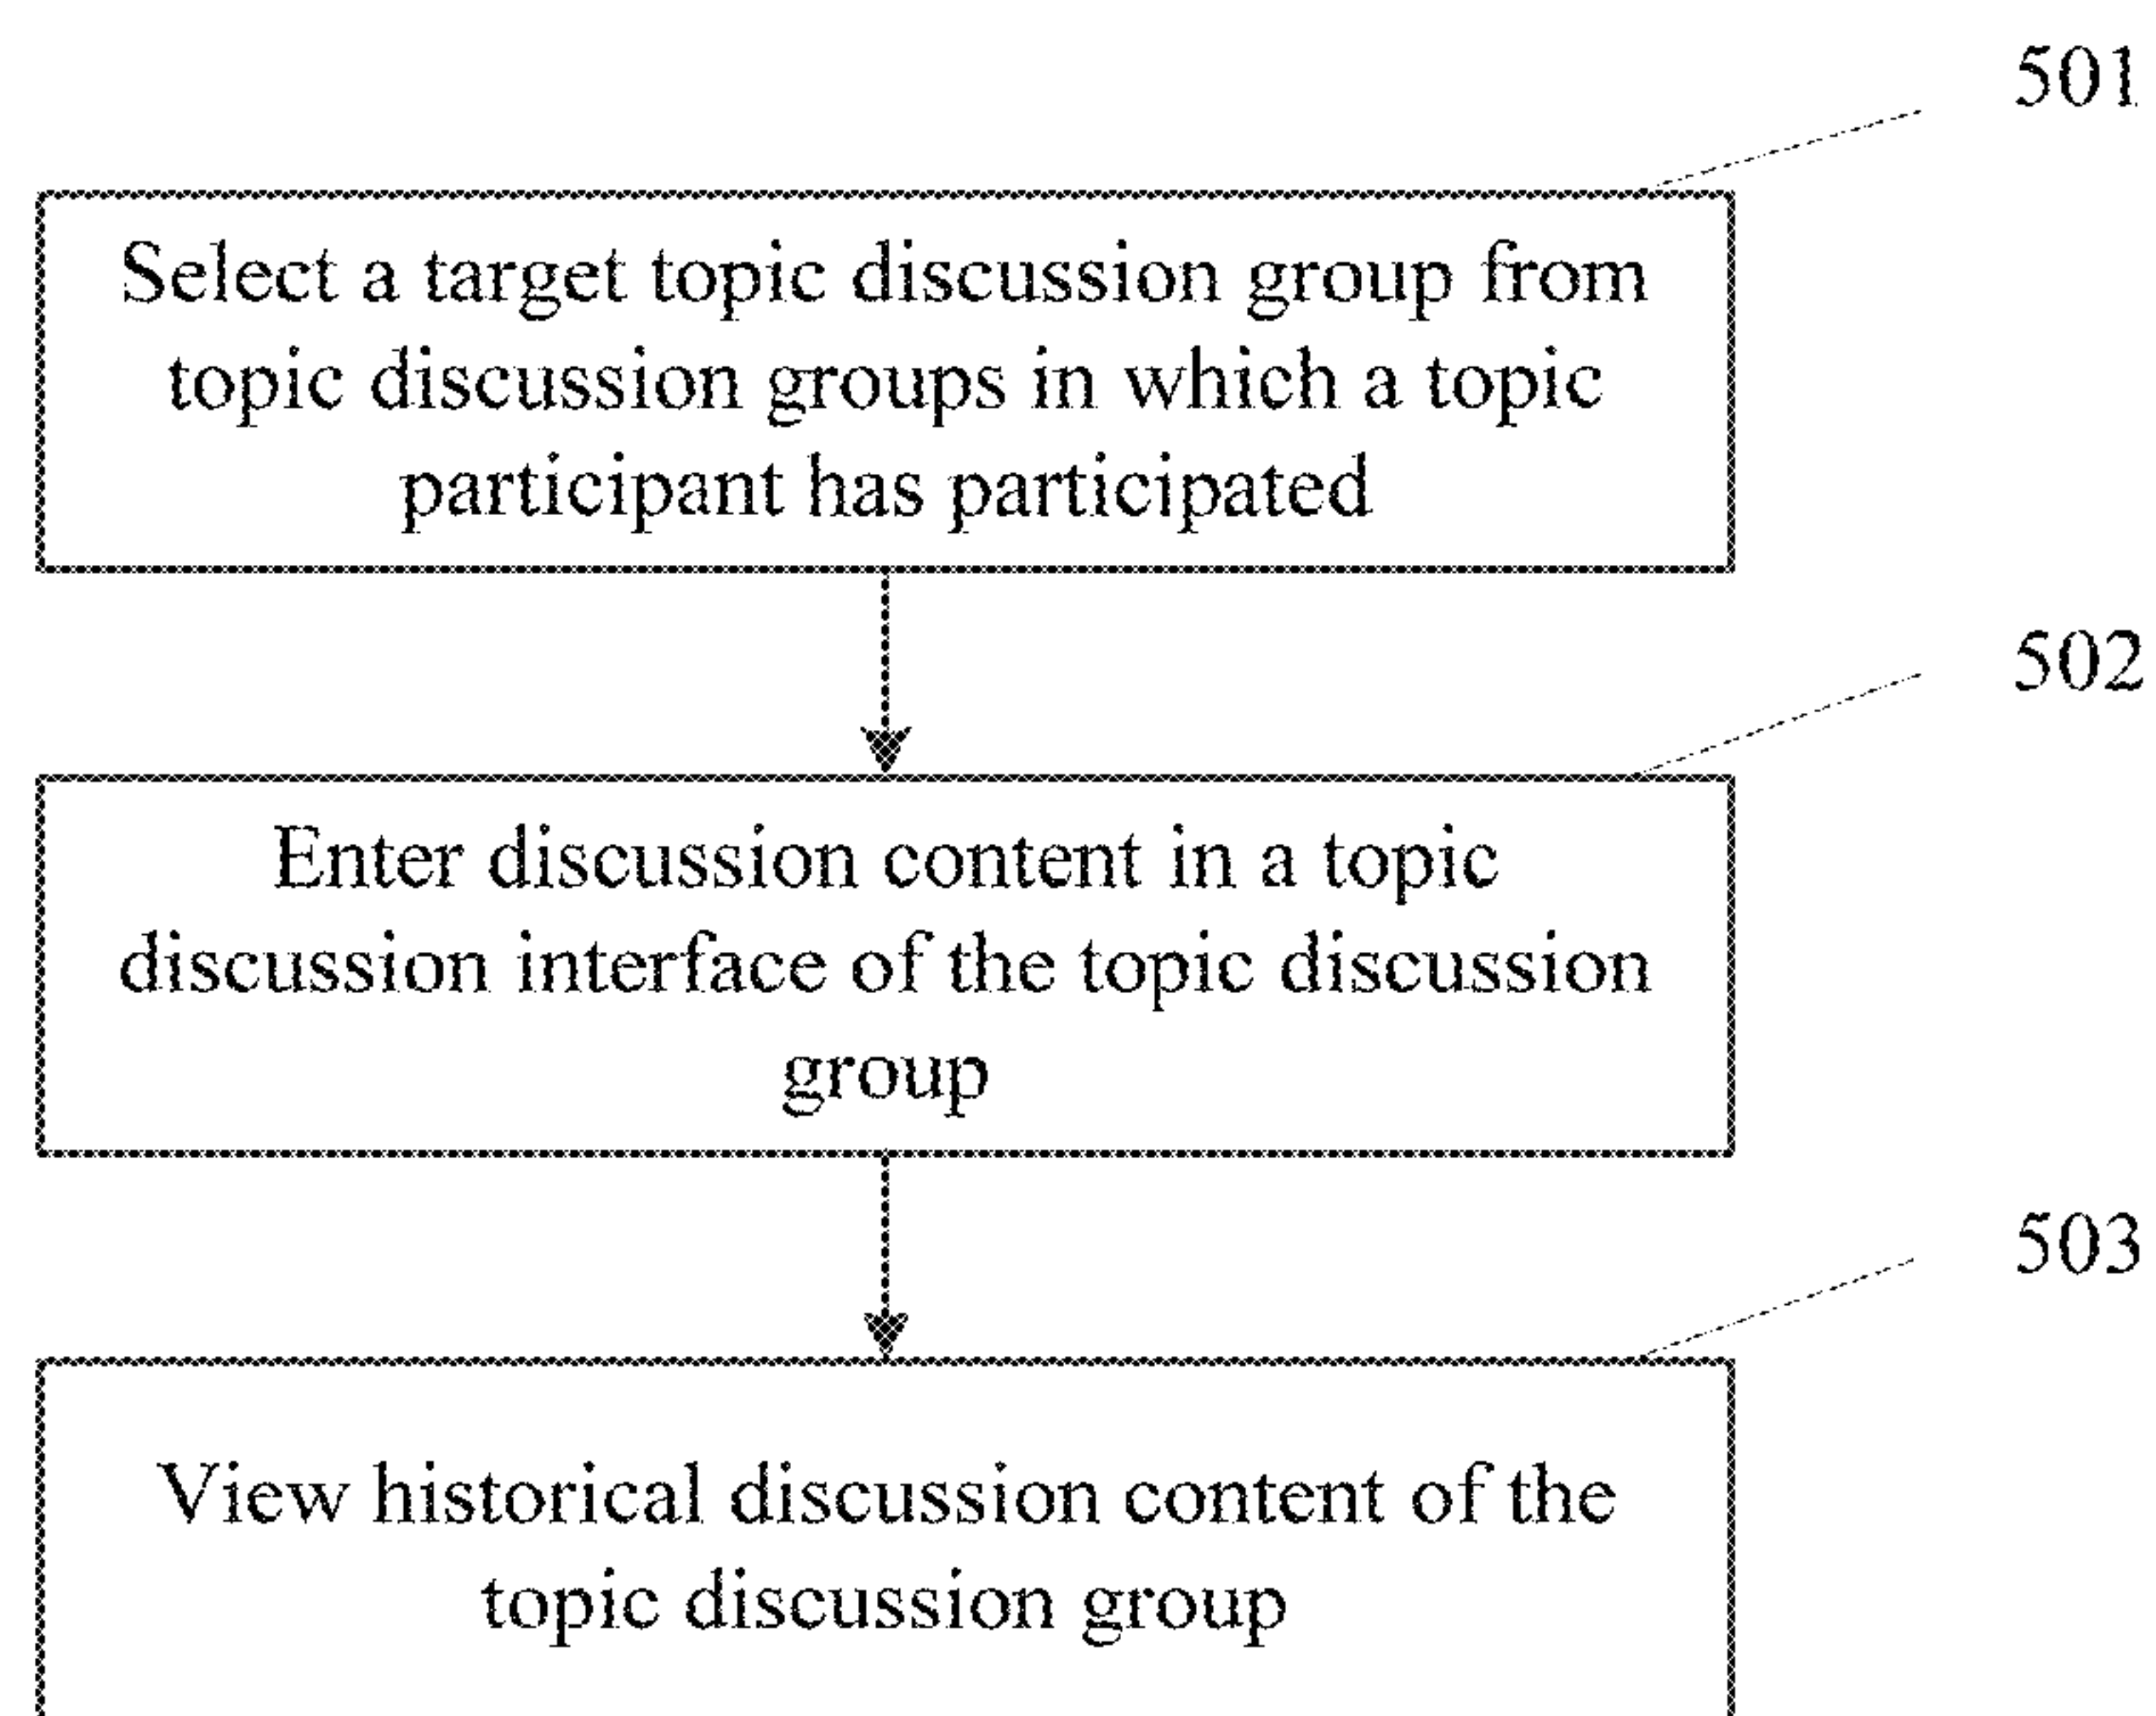 501
Select a target topic discussion group from
topic discussion groups in which a topic
participant has participated
502
Enter discussion content in a topic
discussion interface of the topic discussion
group
503
View historical discussion content of the
topic discussion group